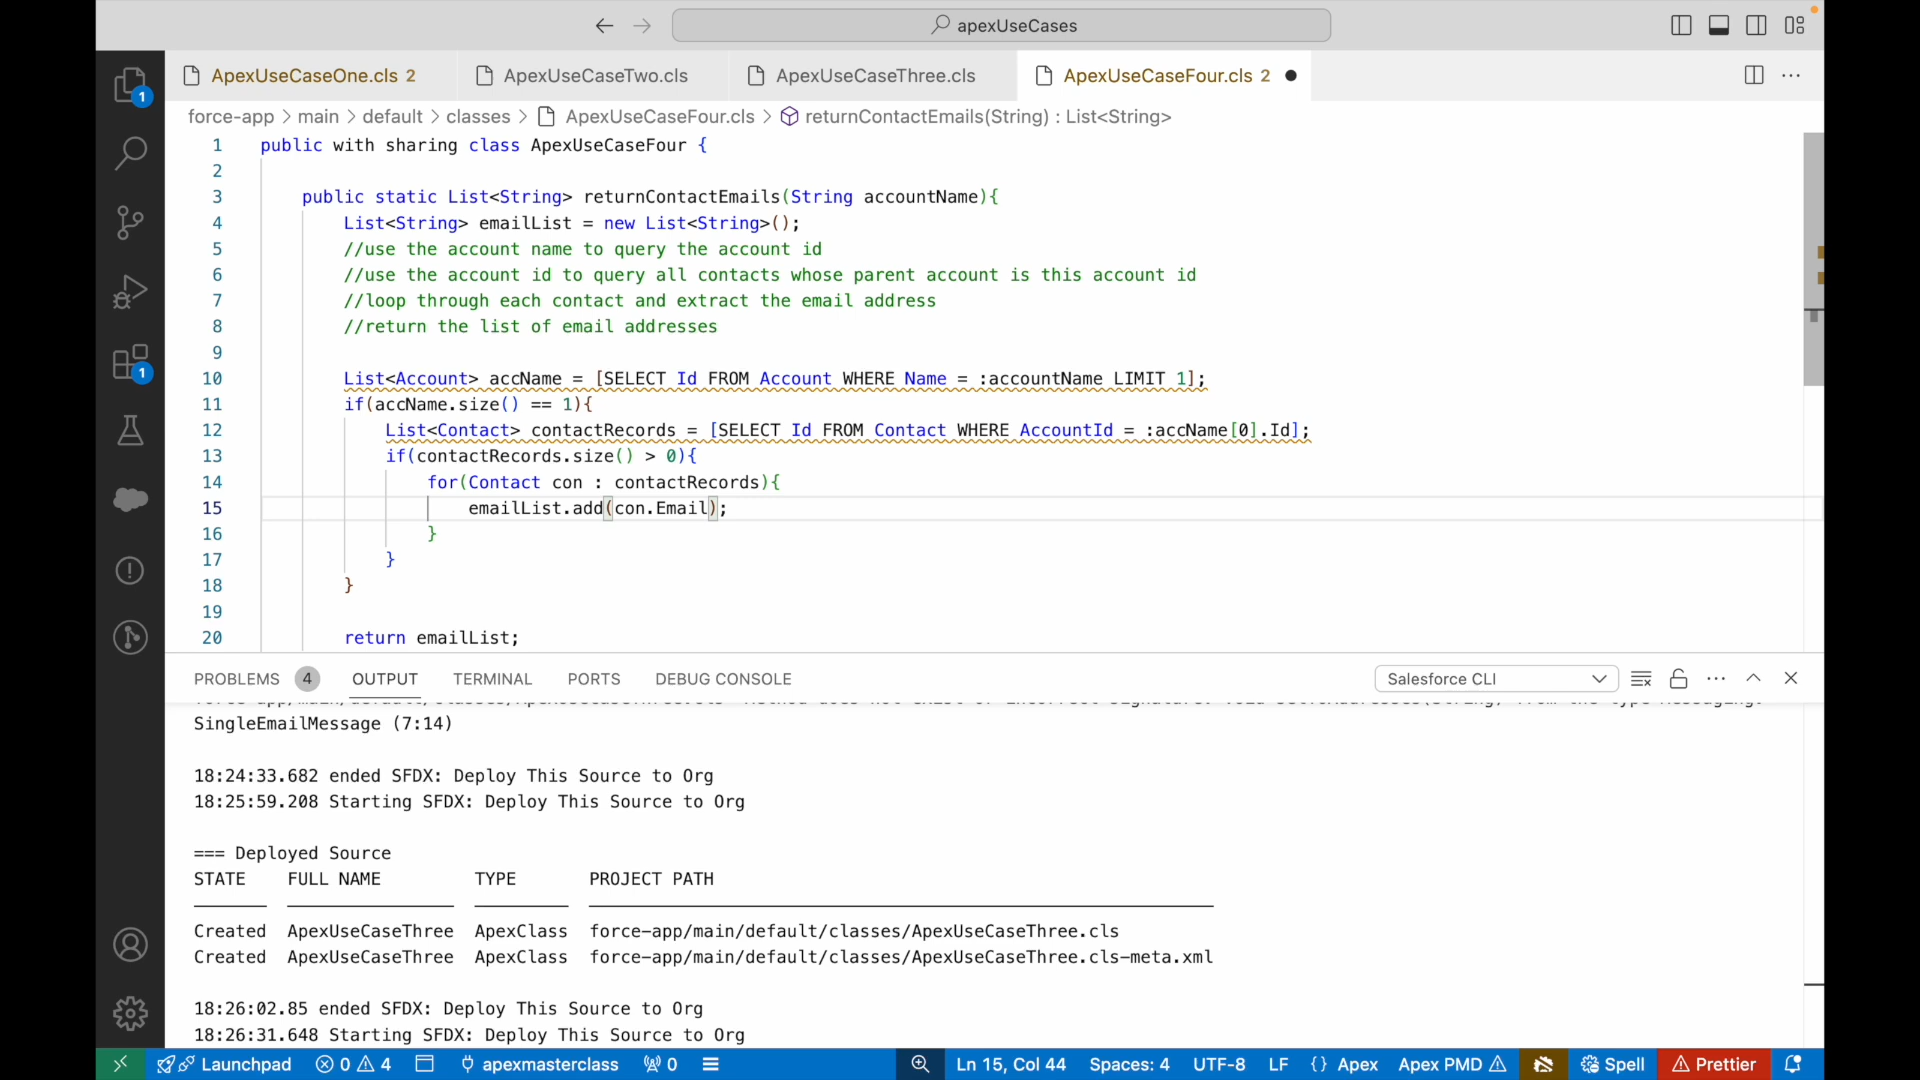 apexUseCases
ApexUseCaseOne.cls 2
ApexUseCaseTwo.cls
ApexUseCaseThree.cls
ApexUseCaseFour.cls 2
force-app > main > default > classes > ApexUseCaseFour.cls > returnContactEmails(String) : List<String>
1 public with sharing class ApexUseCaseFour {
2
3 public static List<String> returnContactEmails(String accountName){
4 List<String> emailList = new List<String>();
5 //use the account name to query the account id
6 //use the account id to query all contacts whose parent account is this account id
7 //loop through each contact and extract the email address
8 //return the list of email addresses
9
10 List<Account> accName = [SELECT Id FROM Account WHERE Name = :accountName LIMIT 1];
11 if(accName.size() == 1){
12 List<Contact> contactRecords = [SELECT Id FROM Contact WHERE AccountId = :accName[0].Id];
13 if(contactRecords.size() > 0){
14 for(Contact con : contactRecords){
15 emailList.add(con.Email);
16 }
17 }
18 }
19
20 return emailList;
1
1
PROBLEMS 4 OUTPUT TERMINAL PORTS DEBUG CONSOLE
Salesforce CLI
SingleEmailMessage (7:14)
18:24:33.682 ended SFDX: Deploy This Source to Org
18:25:59.208 Starting SFDX: Deploy This Source to Org
=== Deployed Source
STATE FULL NAME TYPE PROJECT PATH
Created ApexUseCaseThree ApexClass force-app/main/default/classes/ApexUseCaseThree.cls
Created ApexUseCaseThree ApexClass force-app/main/default/classes/ApexUseCaseThree.cls-meta.xml
18:26:02.85 ended SFDX: Deploy This Source to Org
18:26:31.648 Starting SFDX: Deploy This Source to Org
Launchpad 0 4 apexmasterclass 0 Ln 15, Col 44 Spaces: 4 UTF-8 LF {} Apex Apex PMD Spell Prettier